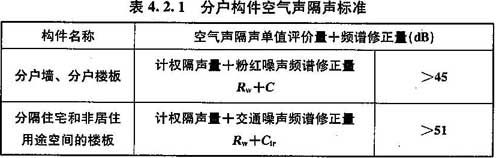 表 4.2.1 分户构件空气声隔声标准
构件名称
空气声隔声单值评价量＋频谱修正量(dB)
分户墙、分户楼板
计权隔声量＋粉红噪声频谱修正量
Rw＋C
＞45
分隔住宅和非居住
用途空间的楼板
计权隔声量＋交通噪声频谱修正量
Rw＋Ctr
＞51